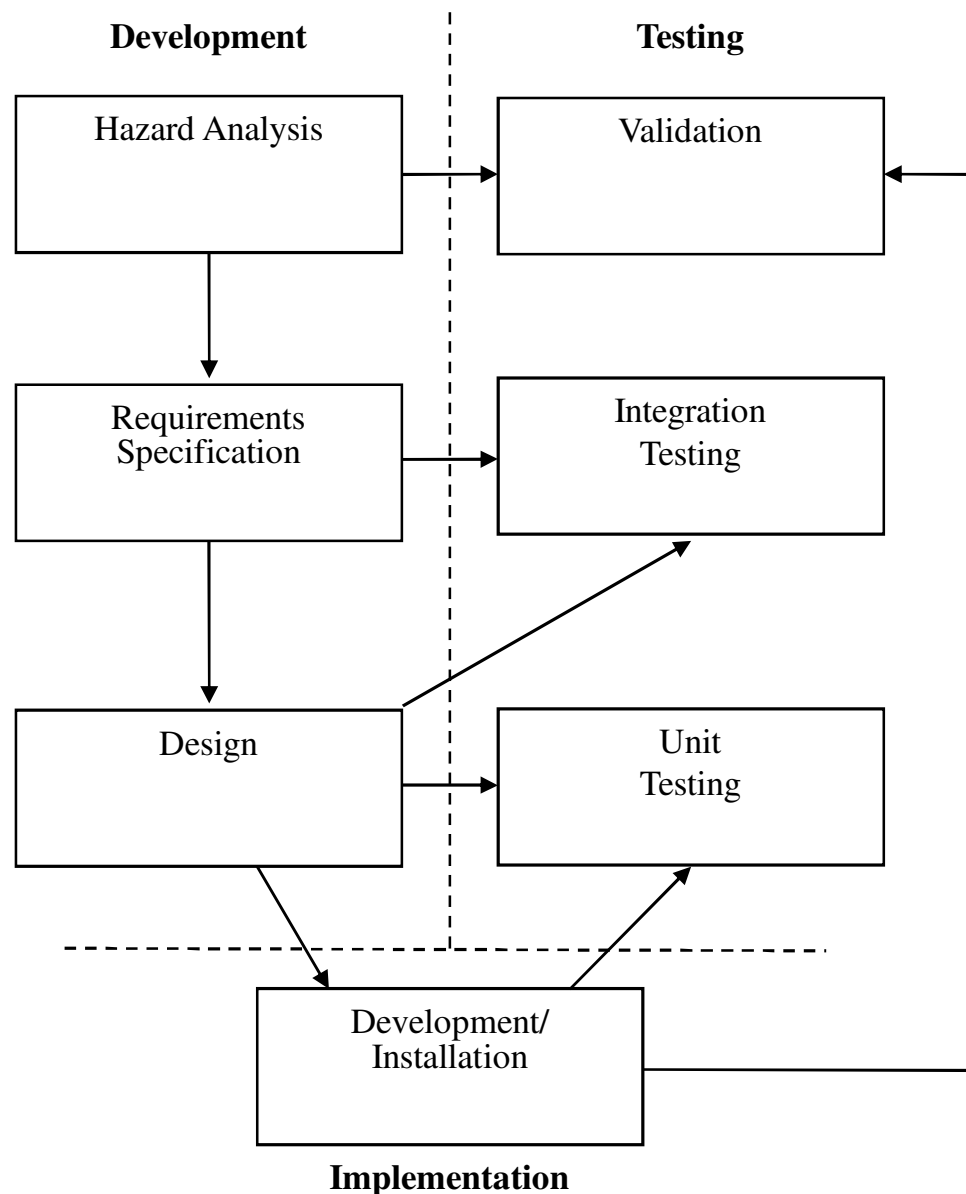 Development
Testing
Hazard Analysis
Validation
Requirements
Specification
Integration
Testing
Design
Unit
Testing
Development/
Installation
Implementation